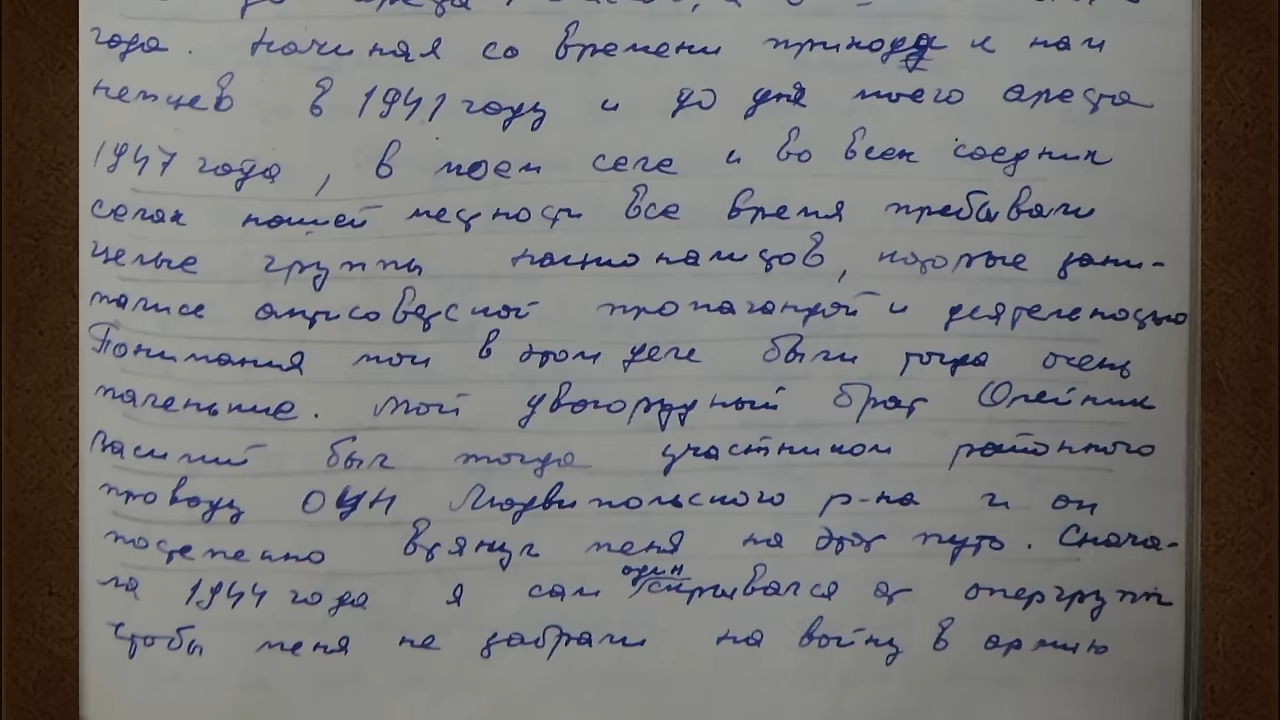 года. Начиная со времени прихода к нам
немцев в 1941 году и до дня моего ареста
1947 года, в моем селе и во всех соседних
селах нашей местности все время пребывали
целые группы националистов, которые зани-
мались антисоветской пропагандой и деятельностью
Понимания мои в этом деле были тогда очень
маленькие. Мой двоюродный брат Олейник
Василий был тогда участником районного
проводу ОУН Людвипольского р-на и он
постепенно втянул меня на этот путь. Снача-
ла 1944 года я сам один скрывался от опергрупп
чтобы меня не забрали на войну в армию